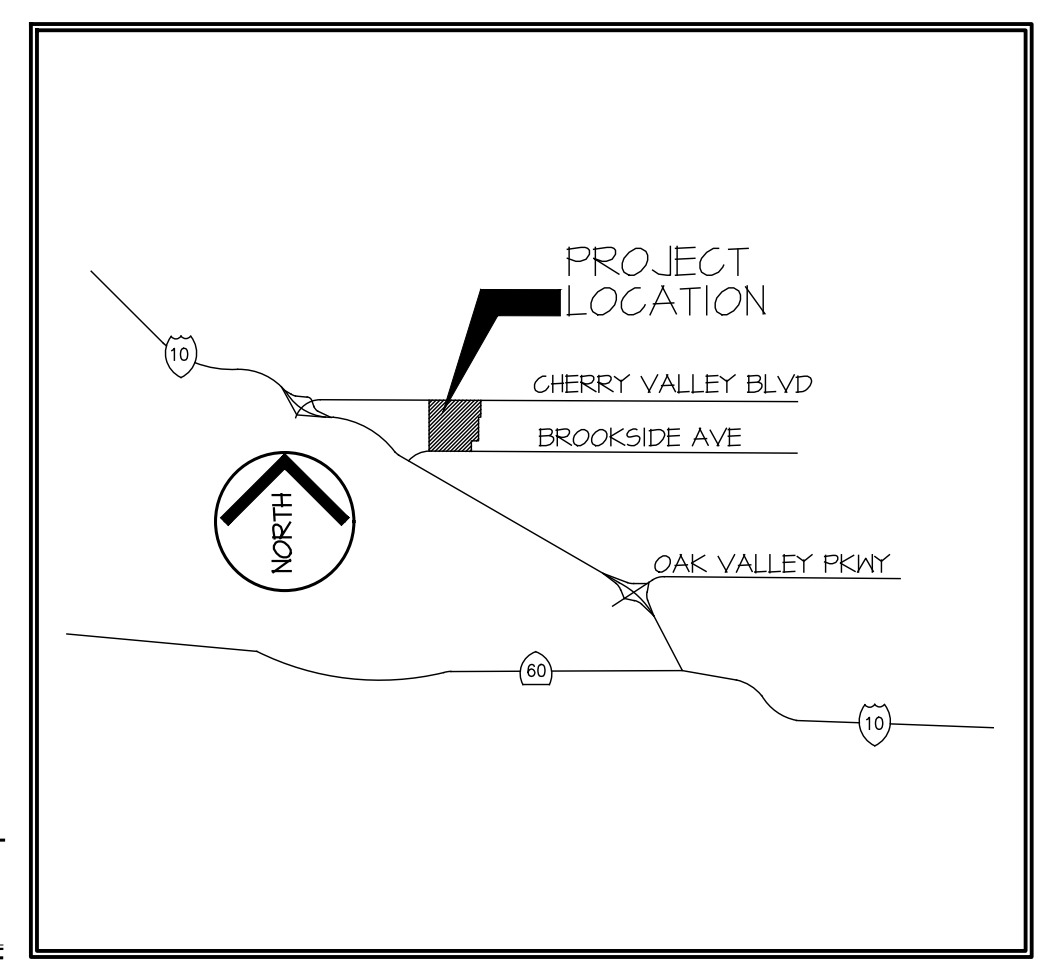 PROJECT
LOCATION
10
CHERRY VALLEY BLVD
BROOKSIDE AVE
NORTH
OAK VALLEY PKWY
60
10